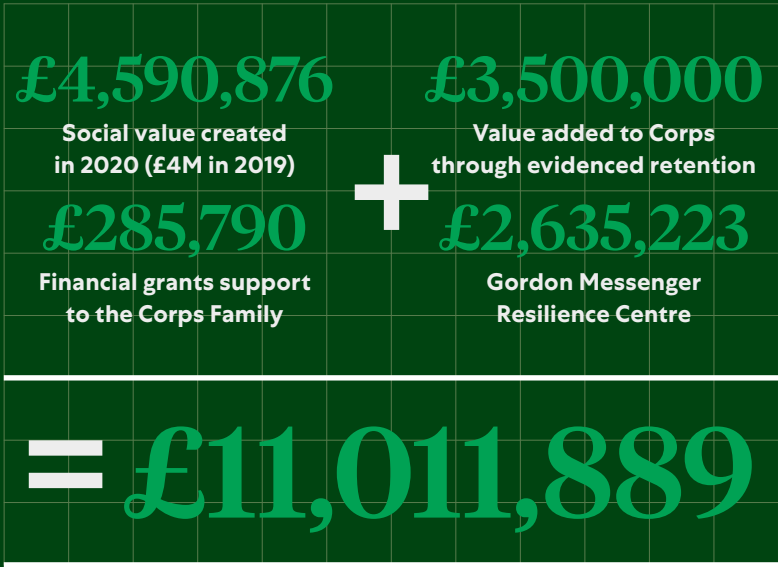 £4,590,876
Social value created
in 2020 (£4M in 2019)
£285,790
Financial grants support
to the Corps Family
+
£3,500,000
Value added to Corps
through evidenced retention
£2,635,223
Gordon Messenger
Resilience Centre
= £11,011,889